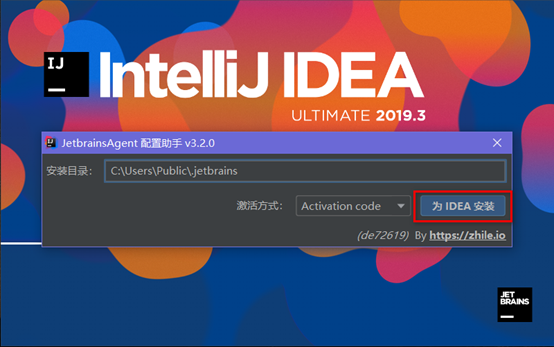 IJ
IntelliJ IDEA
ULTIMATE 2019.3
IJ JetbrainsAgent 配置助手 v3.2.0
安装目录: C:\Users\Public\.jetbrains
激活方式: Activation code 为 IDEA 安装
(de72619) By https://zhile.io
JET
BRAINS